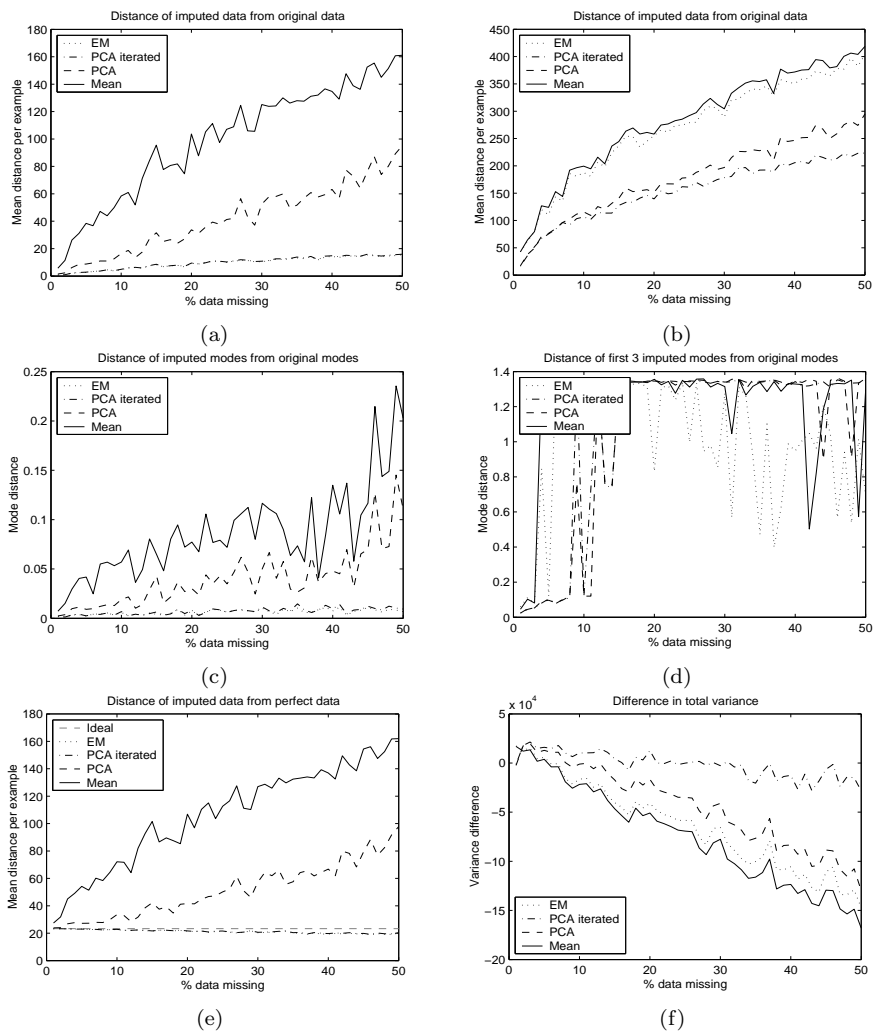 Distance of imputed data from original data
180
160
140
120
100
80
60
40
20
0
Mean distance per example
EM
PCA iterated
PCA
Mean
0 10 20 30 40 50
% data missing
(a)
Distance of imputed data from original data
450
400
350
300
250
200
150
100
50
0
Mean distance per example
EM
PCA iterated
PCA
Mean
0 10 20 30 40 50
% data missing
(b)
Distance of imputed modes from original modes
0.25
0.2
0.15
0.1
0.05
0
Mode distance
EM
PCA iterated
PCA
Mean
0 10 20 30 40 50
% data missing
(c)
Distance of first 3 imputed modes from original modes
1.4
1.2
1
0.8
0.6
0.4
0.2
0
Mode distance
EM
PCA iterated
PCA
Mean
0 10 20 30 40 50
% data missing
(d)
Distance of imputed data from perfect data
180
160
140
120
100
80
60
40
20
0
Mean distance per example
Ideal
EM
PCA iterated
PCA
Mean
0 10 20 30 40 50
% data missing
(e)
Difference in total variance
x 10^4
5
0
−5
−10
−15
−20
Variance difference
EM
PCA iterated
PCA
Mean
0 10 20 30 40 50
% data missing
(f)